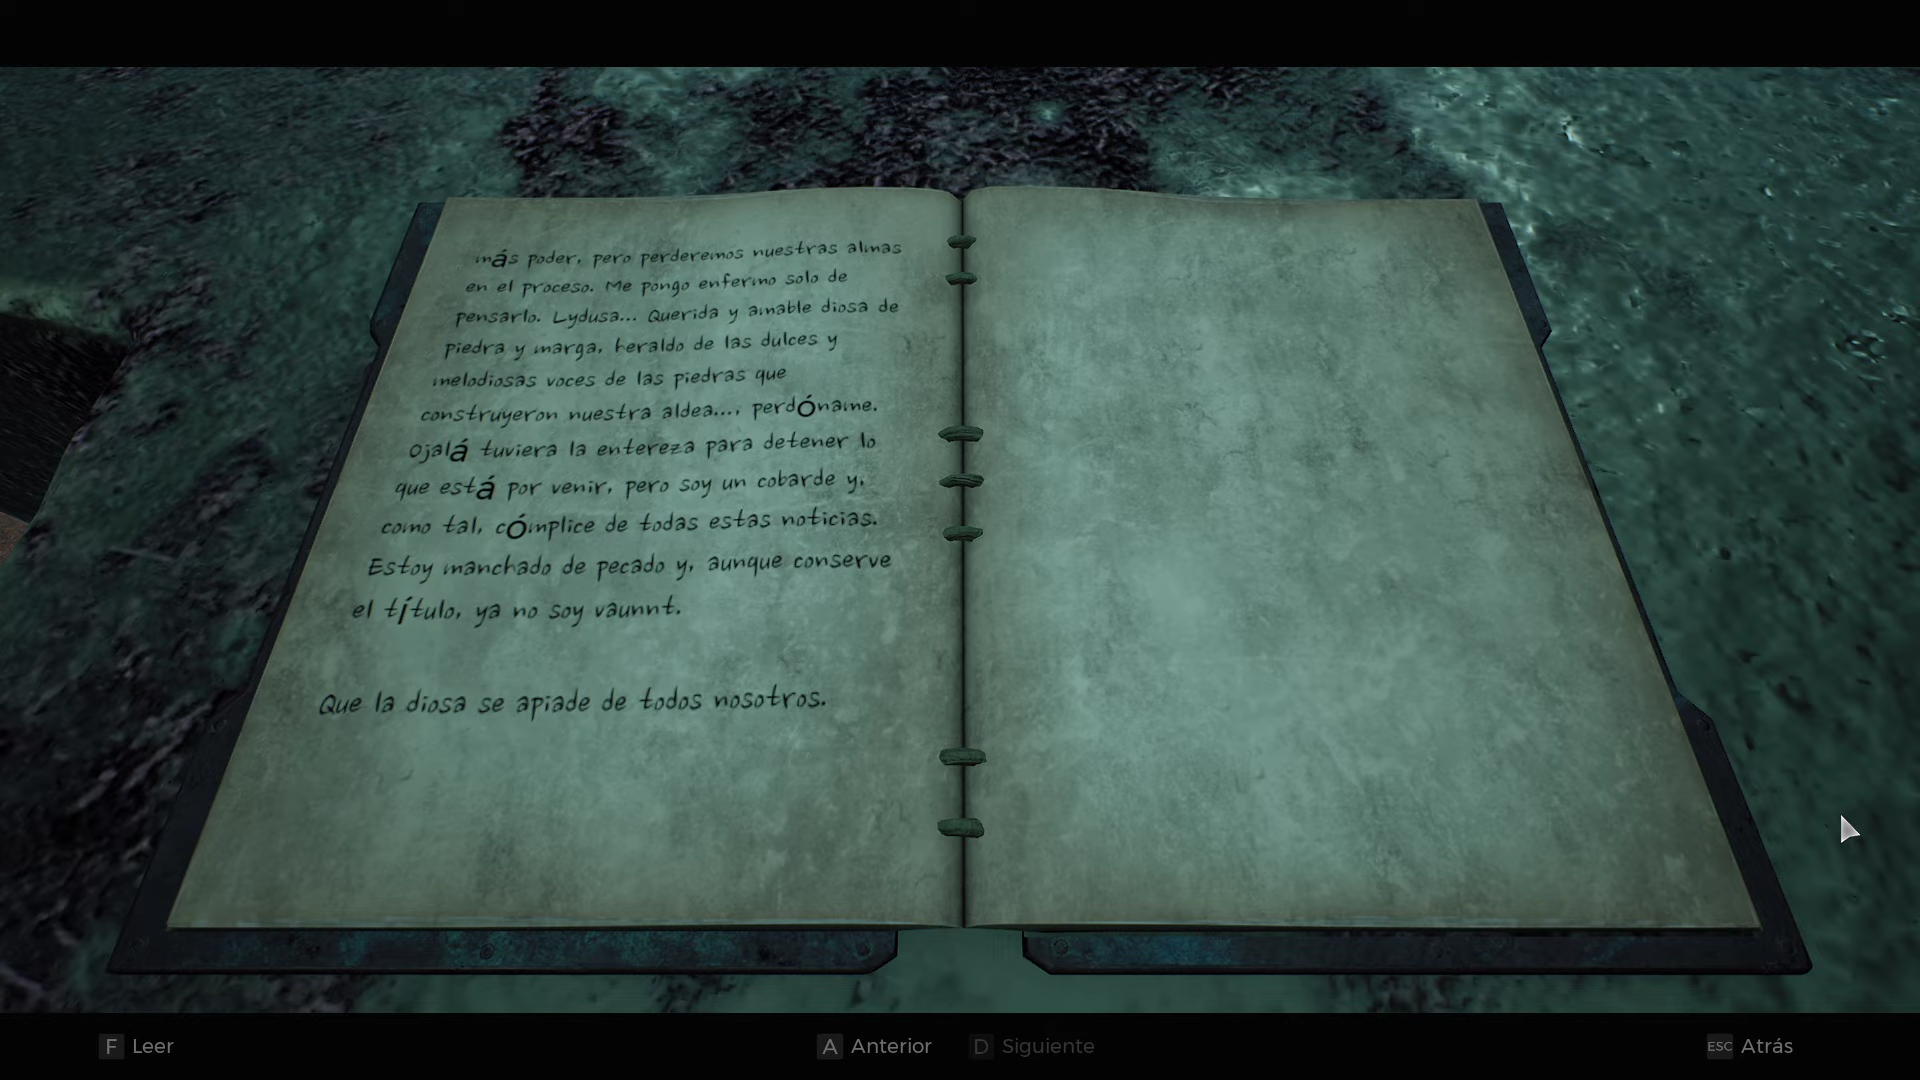 más poder, pero perderemos nuestras almas
en el proceso. Me pongo enfermo solo de
pensarlo. Lydusa... Querida y amable diosa de
piedra y marga, heraldo de las dulces y
melodiosas voces de las piedras que
construyeron nuestra aldea..., perdóname.
Ojalá tuviera la entereza para detener lo
que está por venir, pero soy un cobarde y,
como tal, cómplice de todas estas noticias.
Estoy manchado de pecado y, aunque conserve
el título, ya no soy vaunnt.
Que la diosa se apiade de todos nosotros.
F Leer
A Anterior
D Siguiente
ESC Atrás